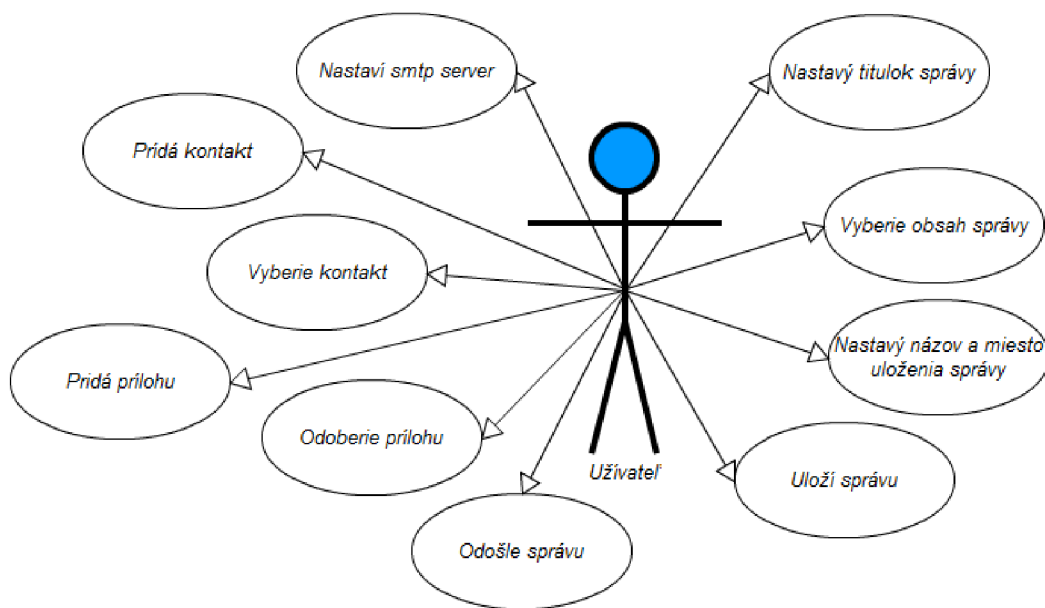 Nastaví smtp server
Nastavý titulok správy
Pridá kontakt
Vyberie obsah správy
Vyberie kontakt
Nastavý názov a miesto
uloženia správy
Pridá prílohu
Odoberie prílohu
Užívateľ
Uloží správu
Odošle správu